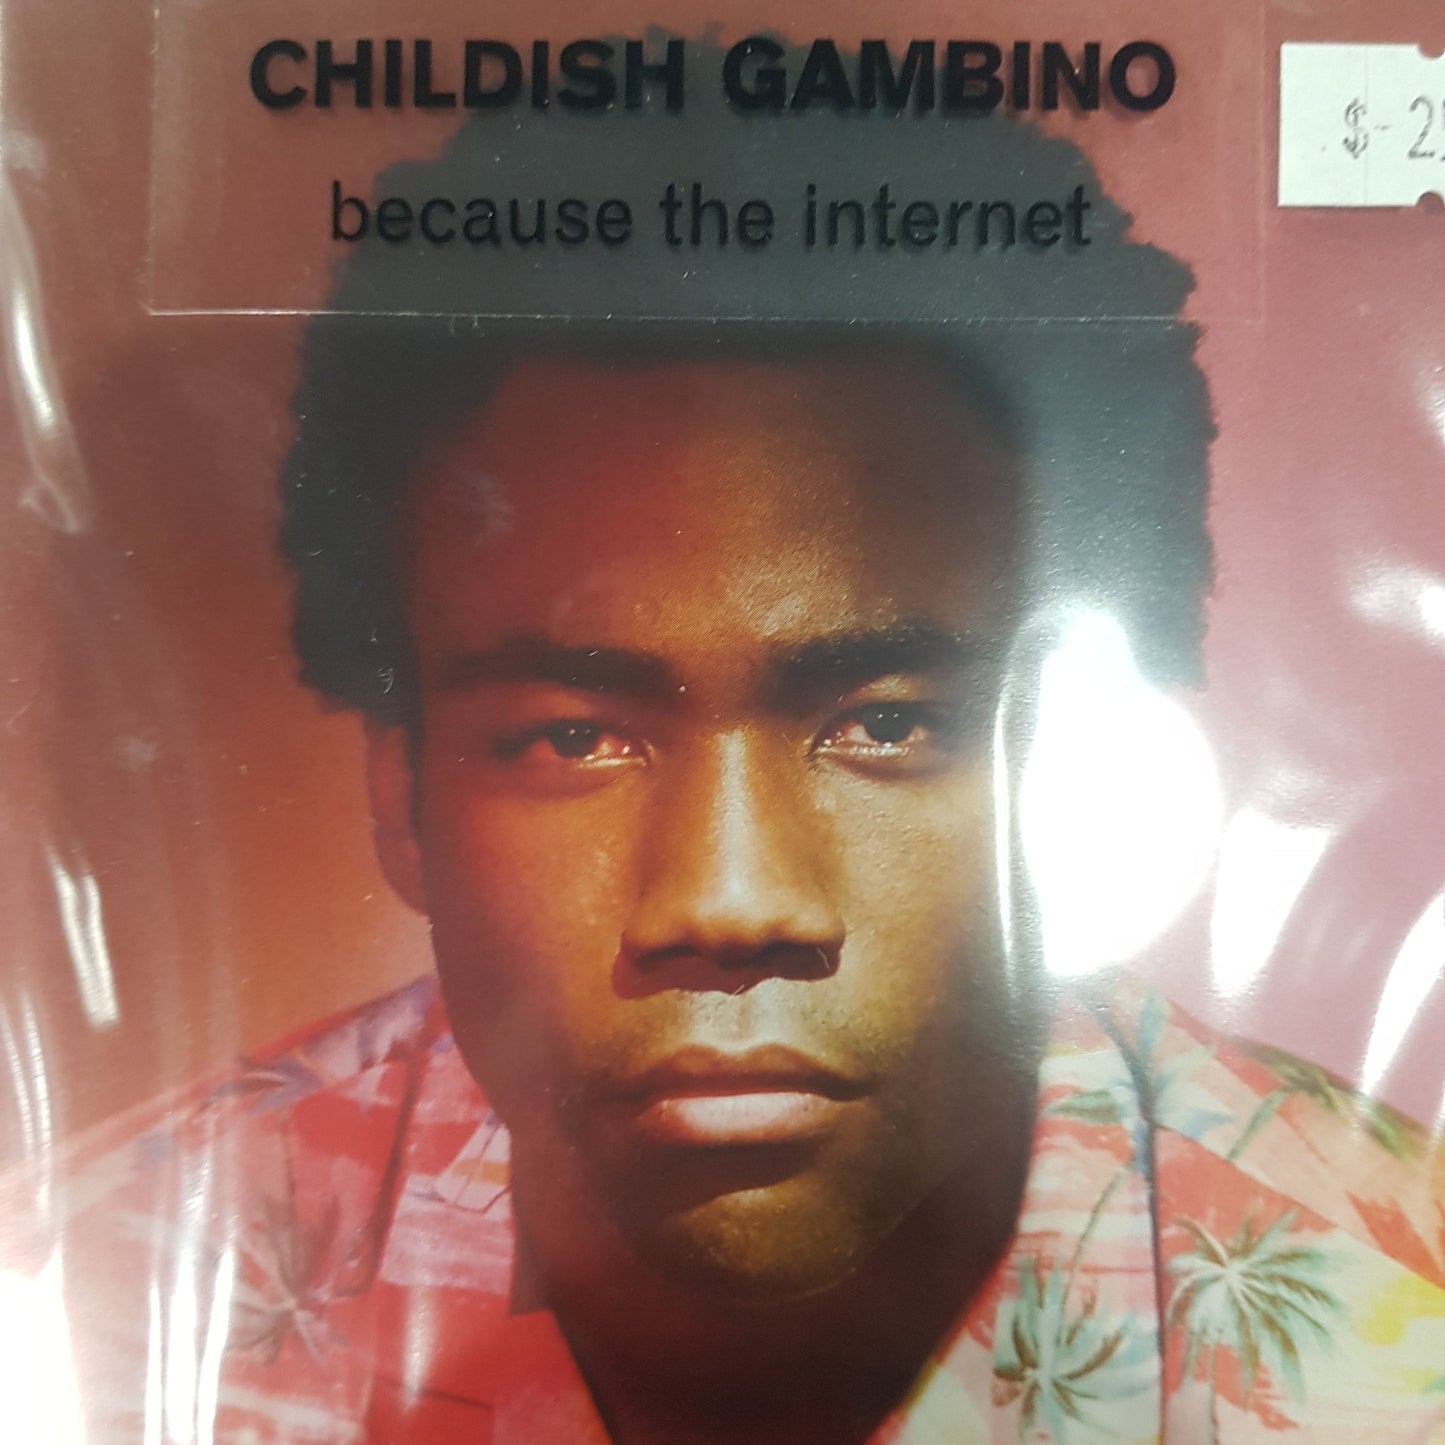 CHILDISH GAMBINO
because the internet